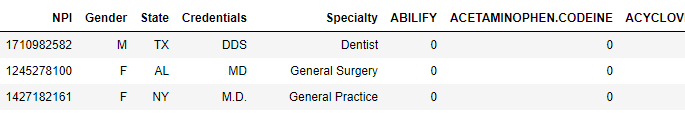 NPI Gender State Credentials Specialty ABILIFY ACETAMINOPHEN.CODEINE ACYCLOV
1710982582 M TX DDS Dentist 0 0
1245278100 F AL MD General Surgery 0 0
1427182161 F NY M.D. General Practice 0 0